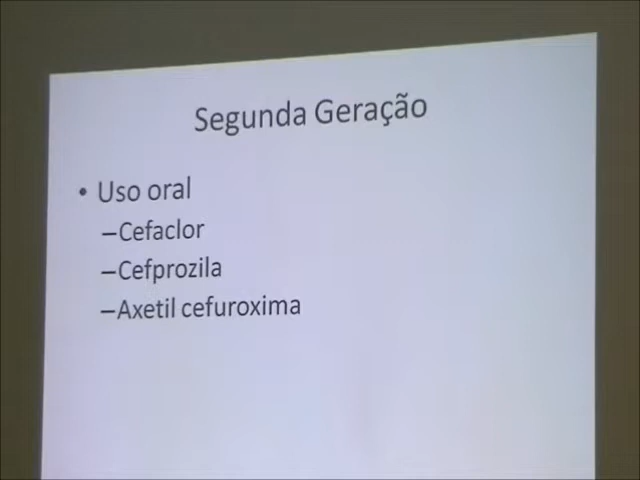 Segunda Geração
• Uso oral
–Cefaclor
–Cefprozila
–Axetil cefuroxima